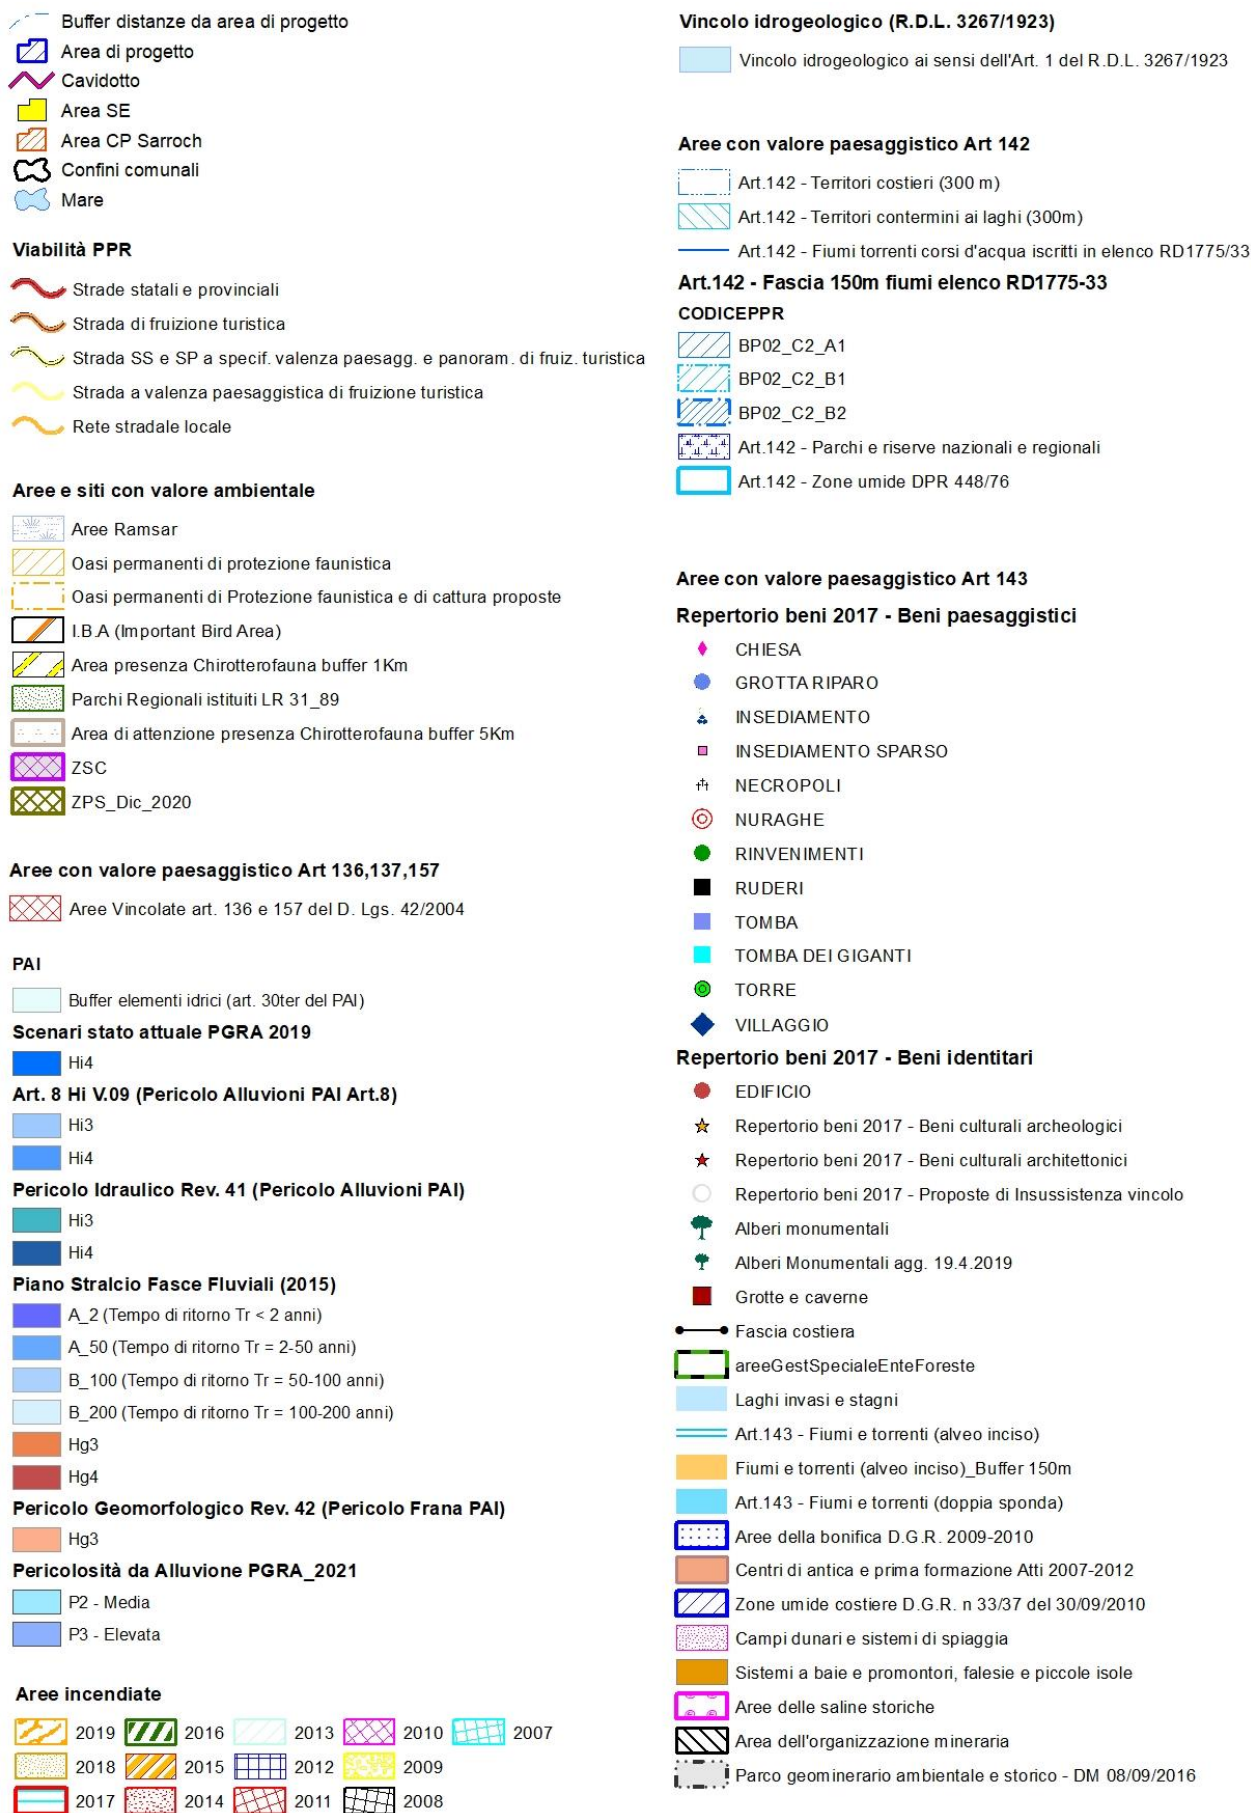 Buffer distanze da area di progetto
Area di progetto
Cavidotto
Area SE
Area CP Sarroch
Confini comunali
Mare
Viabilità PPR
Strade statali e provinciali
Strada di fruizione turistica
Strada SS e SP a specif. valenza paesagg. e panoram. di fruiz. turistica
Strada a valenza paesaggistica di fruizione turistica
Rete stradale locale
Aree e siti con valore ambientale
Aree Ramsar
Oasi permanenti di protezione faunistica
Oasi permanenti di Protezione faunistica e di cattura proposte
I.B.A (Important Bird Area)
Area presenza Chirotterofauna buffer 1Km
Parchi Regionali istituiti LR 31_89
Area di attenzione presenza Chirotterofauna buffer 5Km
ZSC
ZPS_Dic_2020
Aree con valore paesaggistico Art 136,137,157
Aree Vincolate art. 136 e 157 del D. Lgs. 42/2004
PAI
Buffer elementi idrici (art. 30ter del PAI)
Scenari stato attuale PGRA 2019
Hi4
Art. 8 Hi V.09 (Pericolo Alluvioni PAI Art.8)
Hi3
Hi4
Pericolo Idraulico Rev. 41 (Pericolo Alluvioni PAI)
Hi3
Hi4
Piano Stralcio Fasce Fluviali (2015)
A_2 (Tempo di ritorno Tr < 2 anni)
A_50 (Tempo di ritorno Tr = 2-50 anni)
B_100 (Tempo di ritorno Tr = 50-100 anni)
B_200 (Tempo di ritorno Tr = 100-200 anni)
Hg3
Hg4
Pericolo Geomorfologico Rev. 42 (Pericolo Frana PAI)
Hg3
Pericolosità da Alluvione PGRA_2021
P2 - Media
P3 - Elevata
Aree incendiate
2019 2016 2013 2010 2007
2018 2015 2012 2009
2017 2014 2011 2008
Vincolo idrogeologico (R.D.L. 3267/1923)
Vincolo idrogeologico ai sensi dell'Art. 1 del R.D.L. 3267/1923
Aree con valore paesaggistico Art 142
Art.142 - Territori costieri (300 m)
Art.142 - Territori contermini ai laghi (300m)
Art.142 - Fiumi torrenti corsi d'acqua iscritti in elenco RD1775/33
Art.142 - Fascia 150m fiumi elenco RD1775-33
CODICEPPR
BP02_C2_A1
BP02_C2_B1
BP02_C2_B2
Art.142 - Parchi e riserve nazionali e regionali
Art.142 - Zone umide DPR 448/76
Aree con valore paesaggistico Art 143
Repertorio beni 2017 - Beni paesaggistici
CHIESA
GROTTA RIPARO
INSEDIAMENTO
INSEDIAMENTO SPARSO
NECROPOLI
NURAGHE
RINVENIMENTI
RUDERI
TOMBA
TOMBA DEI GIGANTI
TORRE
VILLAGGIO
Repertorio beni 2017 - Beni identitari
EDIFICIO
Repertorio beni 2017 - Beni culturali archeologici
Repertorio beni 2017 - Beni culturali architettonici
Repertorio beni 2017 - Proposte di Insussistenza vincolo
Alberi monumentali
Alberi Monumentali agg. 19.4.2019
Grotte e caverne
Fascia costiera
areeGestSpecialeEnteForeste
Laghi invasi e stagni
Art.143 - Fiumi e torrenti (alveo inciso)
Fiumi e torrenti (alveo inciso)_Buffer 150m
Art.143 - Fiumi e torrenti (doppia sponda)
Aree della bonifica D.G.R. 2009-2010
Centri di antica e prima formazione Atti 2007-2012
Zone umide costiere D.G.R. n 33/37 del 30/09/2010
Campi dunari e sistemi di spiaggia
Sistemi a baie e promontori, falesie e piccole isole
Aree delle saline storiche
Area dell'organizzazione mineraria
Parco geominerario ambientale e storico - DM 08/09/2016